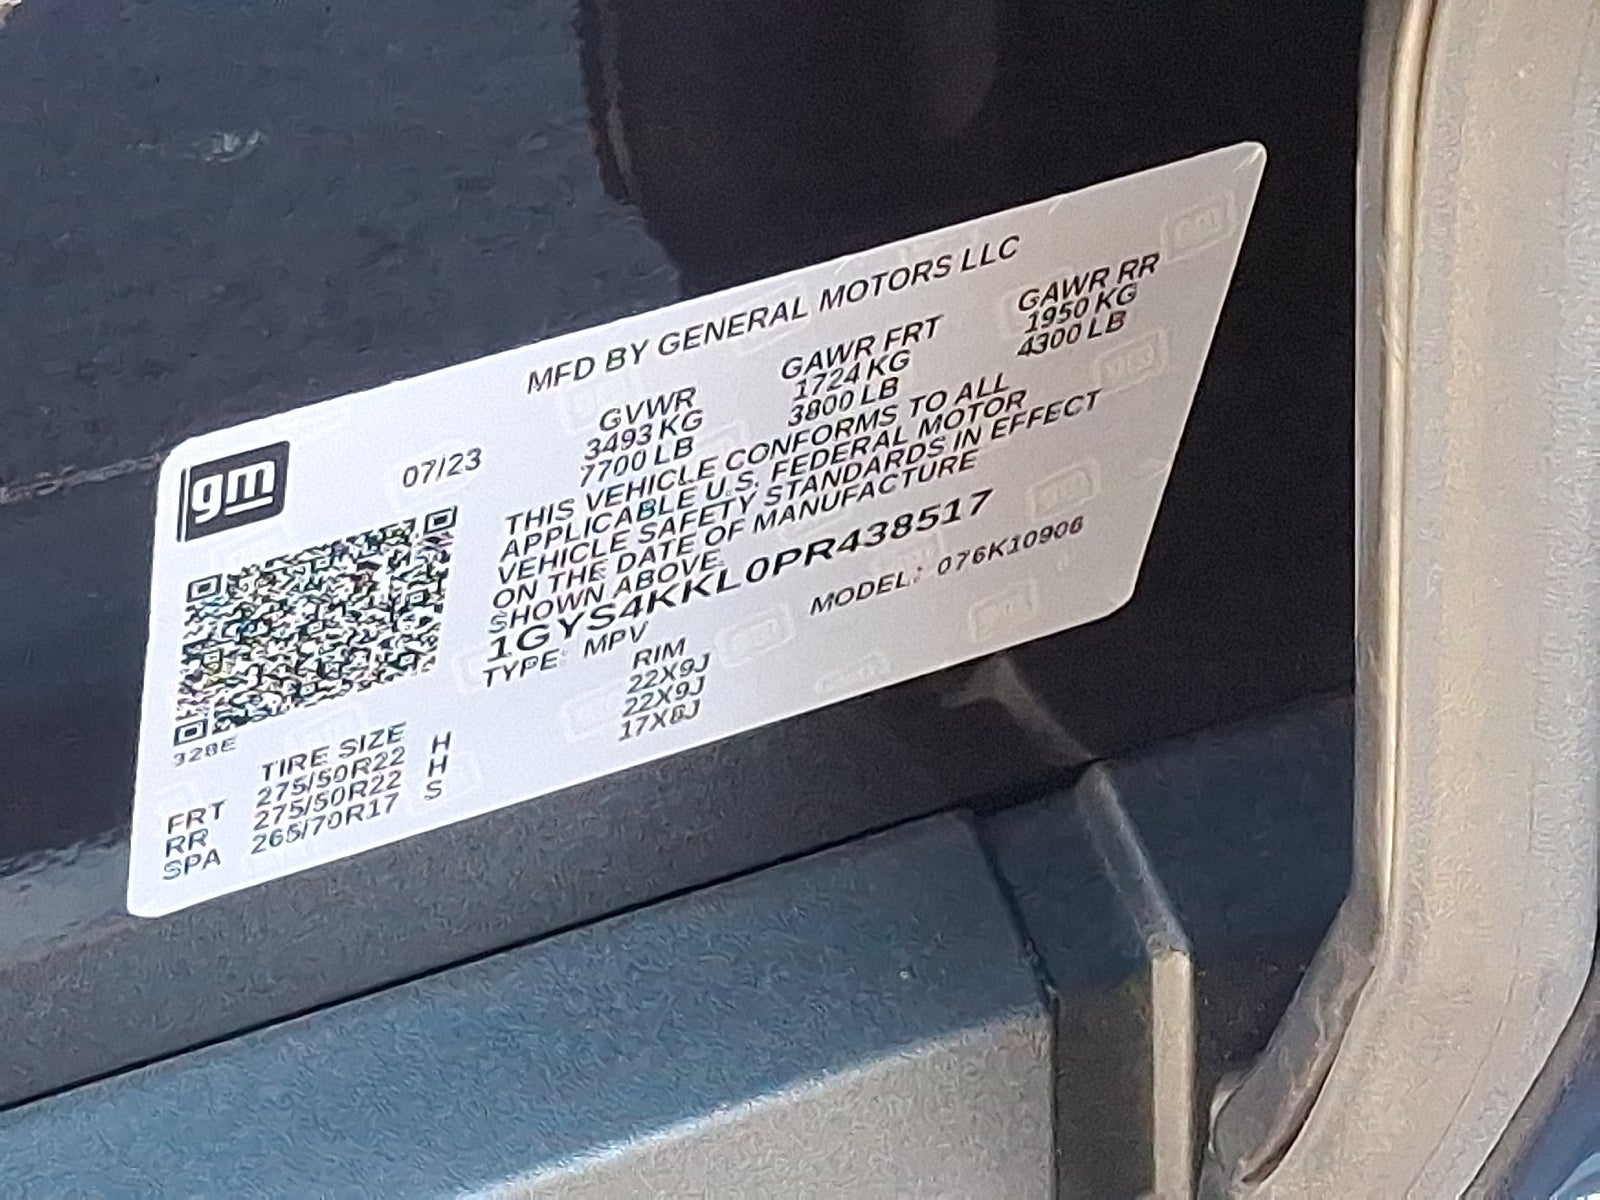 gm
MFD BY GENERAL MOTORS LLC
07/23
GVWR GAWR FRT GAWR RR
3493 KG 1724 KG 1950 KG
7700 LB 3800 LB 4300 LB
THIS VEHICLE CONFORMS TO ALL
APPLICABLE U.S. FEDERAL MOTOR
VEHICLE SAFETY STANDARDS IN EFFECT
ON THE DATE OF MANUFACTURE
SHOWN ABOVE.
1GYS4KKL0PR438517
TYPE: MPV MODEL: 076K10906
328E
TIRE SIZE RIM
FRT 275/50R22 H 22X9J
RR 275/50R22 H 22X9J
SPA 265/70R17 S 17X8J